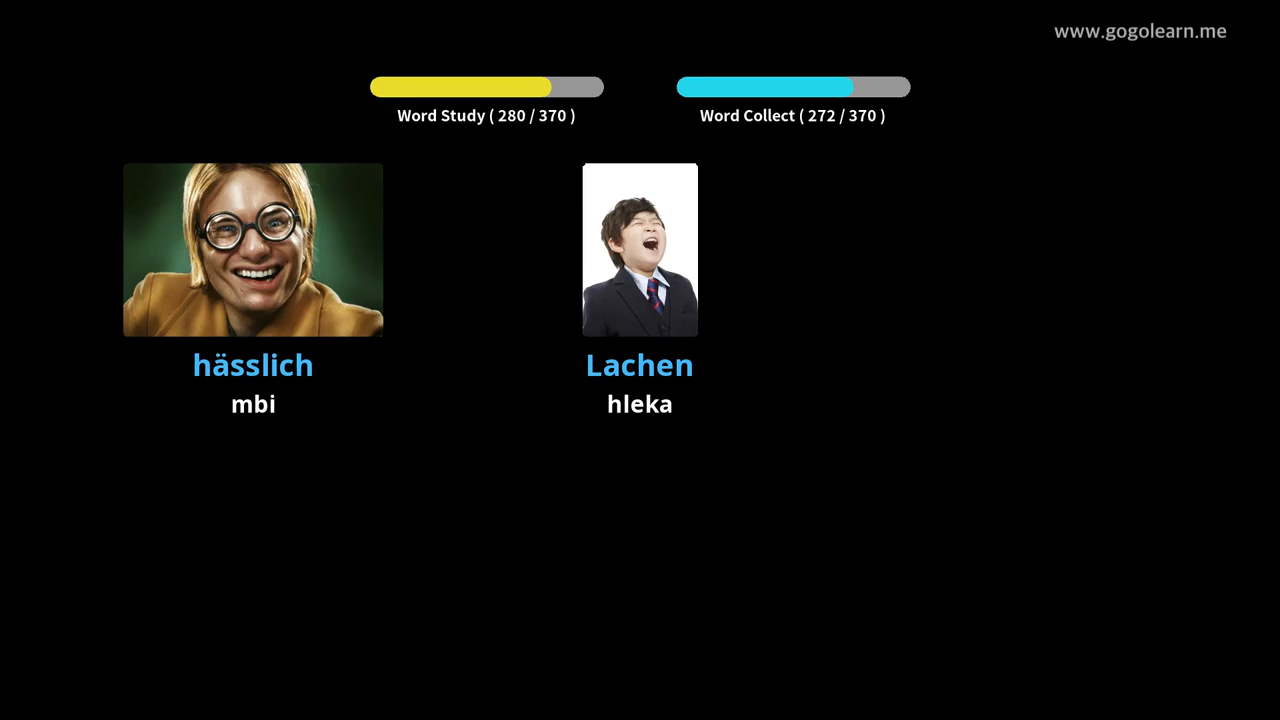 www.gogolearn.me
Word Study ( 280 / 370 )
Word Collect ( 272 / 370 )
hässlich
mbi
Lachen
hleka